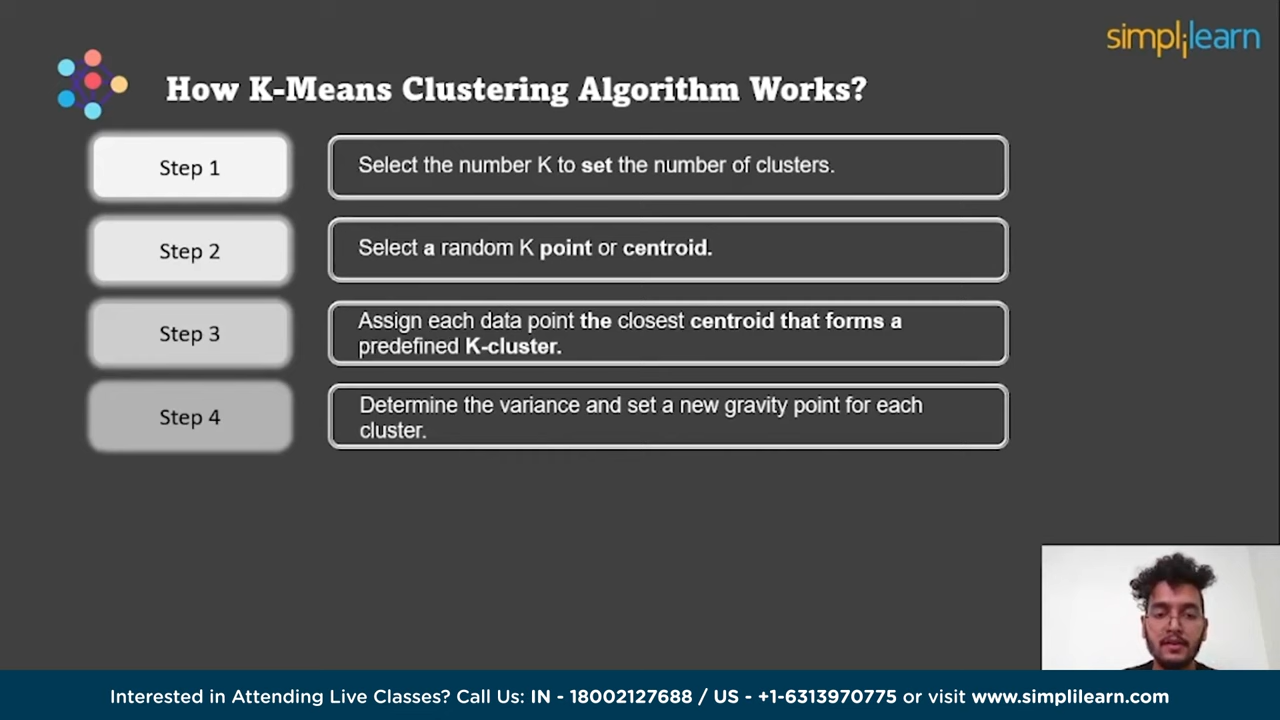 simplilearn
How K-Means Clustering Algorithm Works?
Step 1
Select the number K to set the number of clusters.
Step 2
Select a random K point or centroid.
Step 3
Assign each data point the closest centroid that forms a
predefined K-cluster.
Step 4
Determine the variance and set a new gravity point for each
cluster.
Interested in Attending Live Classes? Call Us: IN - 18002127688 / US - +1-6313970775 or visit www.simplilearn.com